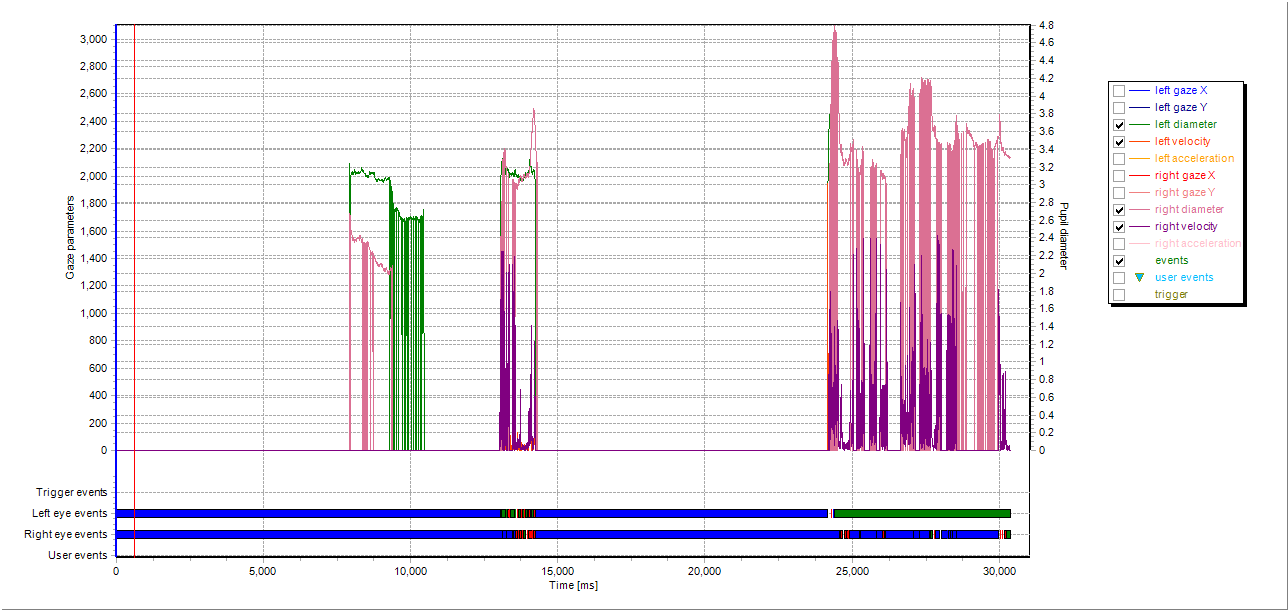 3,000
2,800
2,600
2,400
2,200
2,000
1,800
1,600
1,400
1,200
1,000
800
600
400
200
0
Gaze parameters
4.8
4.6
4.4
4.2
4
3.8
3.6
3.4
3.2
3
2.8
2.6
2.4
2.2
2
1.8
1.6
1.4
1.2
1
0.8
0.6
0.4
0.2
0
Pupil diameter
left gaze X
left gaze Y
left diameter
left velocity
left acceleration
right gaze X
right gaze Y
right diameter
right velocity
right acceleration
events
user events
trigger
Trigger events
Left eye events
Right eye events
User events
0 5,000 10,000 15,000 20,000 25,000 30,000
Time [ms]